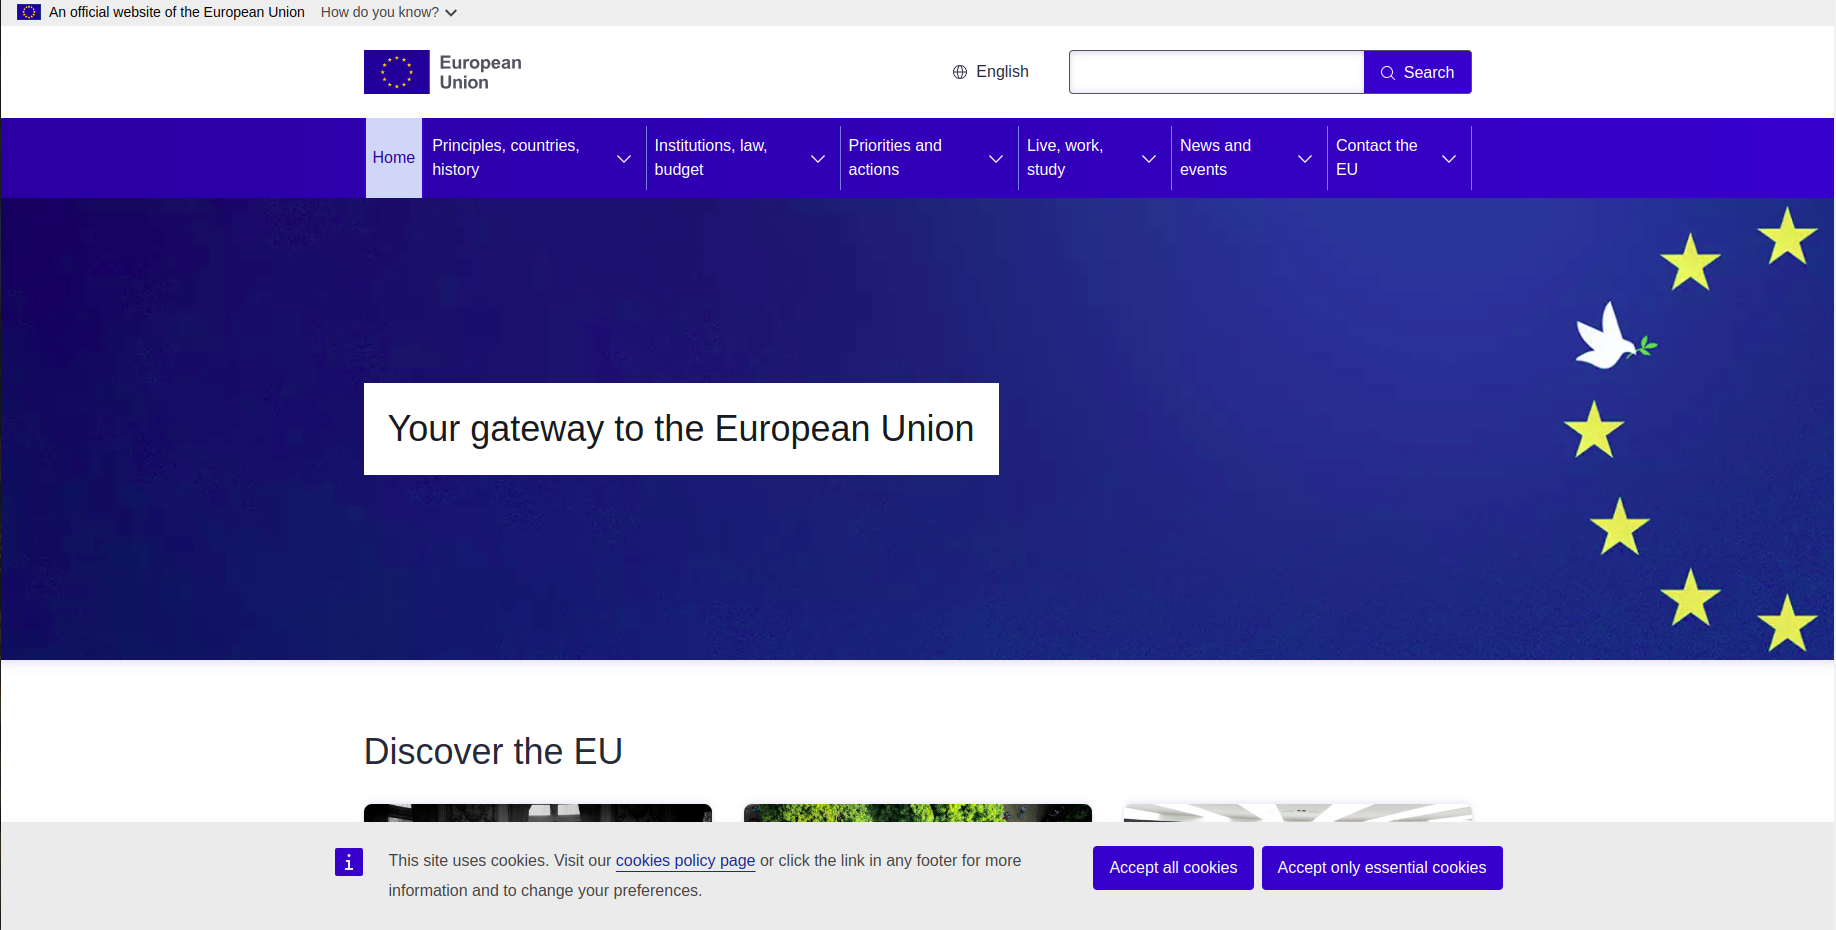 An official website of the European Union How do you know?
European
Union
English
Search
Home
Principles, countries,
history
Institutions, law,
budget
Priorities and
actions
Live, work,
study
News and
events
Contact the
EU
Your gateway to the European Union
Discover the EU
This site uses cookies. Visit our cookies policy page or click the link in any footer for more
information and to change your preferences.
Accept all cookies
Accept only essential cookies